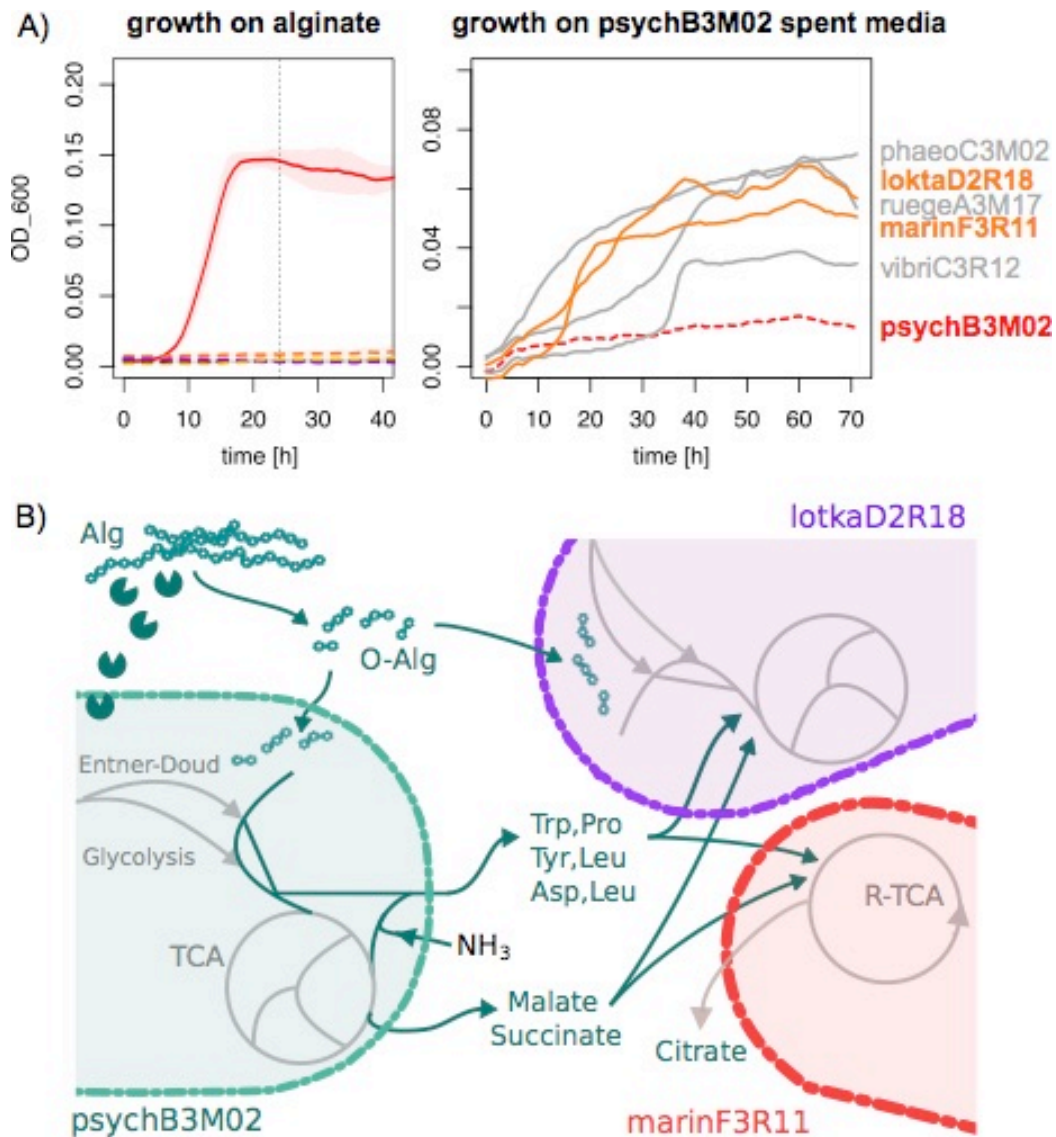 A)
growth on alginate
growth on psychB3M02 spent media
OD_600
0.00
0.05
0.10
0.15
0.20
0
10
20
30
40
time [h]
0.00
0.04
0.08
0
10
20
30
40
50
60
70
time [h]
phaeoC3M02
loktaD2R18
ruegeA3M17
marinF3R11
vibriC3R12
psychB3M02
B)
Alg
O-Alg
lotkaD2R18
Entner-Doud
Glycolysis
TCA
NH3
Trp,Pro
Tyr,Leu
Asp,Leu
Malate
Succinate
R-TCA
Citrate
psychB3M02
marinF3R11